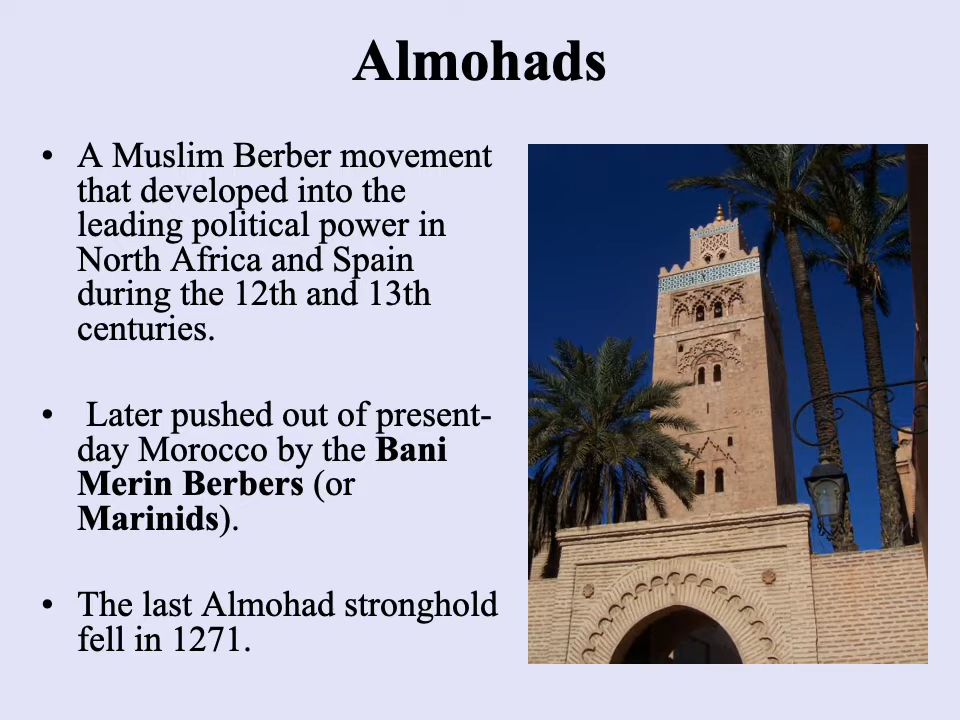 Almohads
• A Muslim Berber movement
that developed into the
leading political power in
North Africa and Spain
during the 12th and 13th
centuries.
• Later pushed out of present-
day Morocco by the Bani
Merin Berbers (or
Marinids).
• The last Almohad stronghold
fell in 1271.